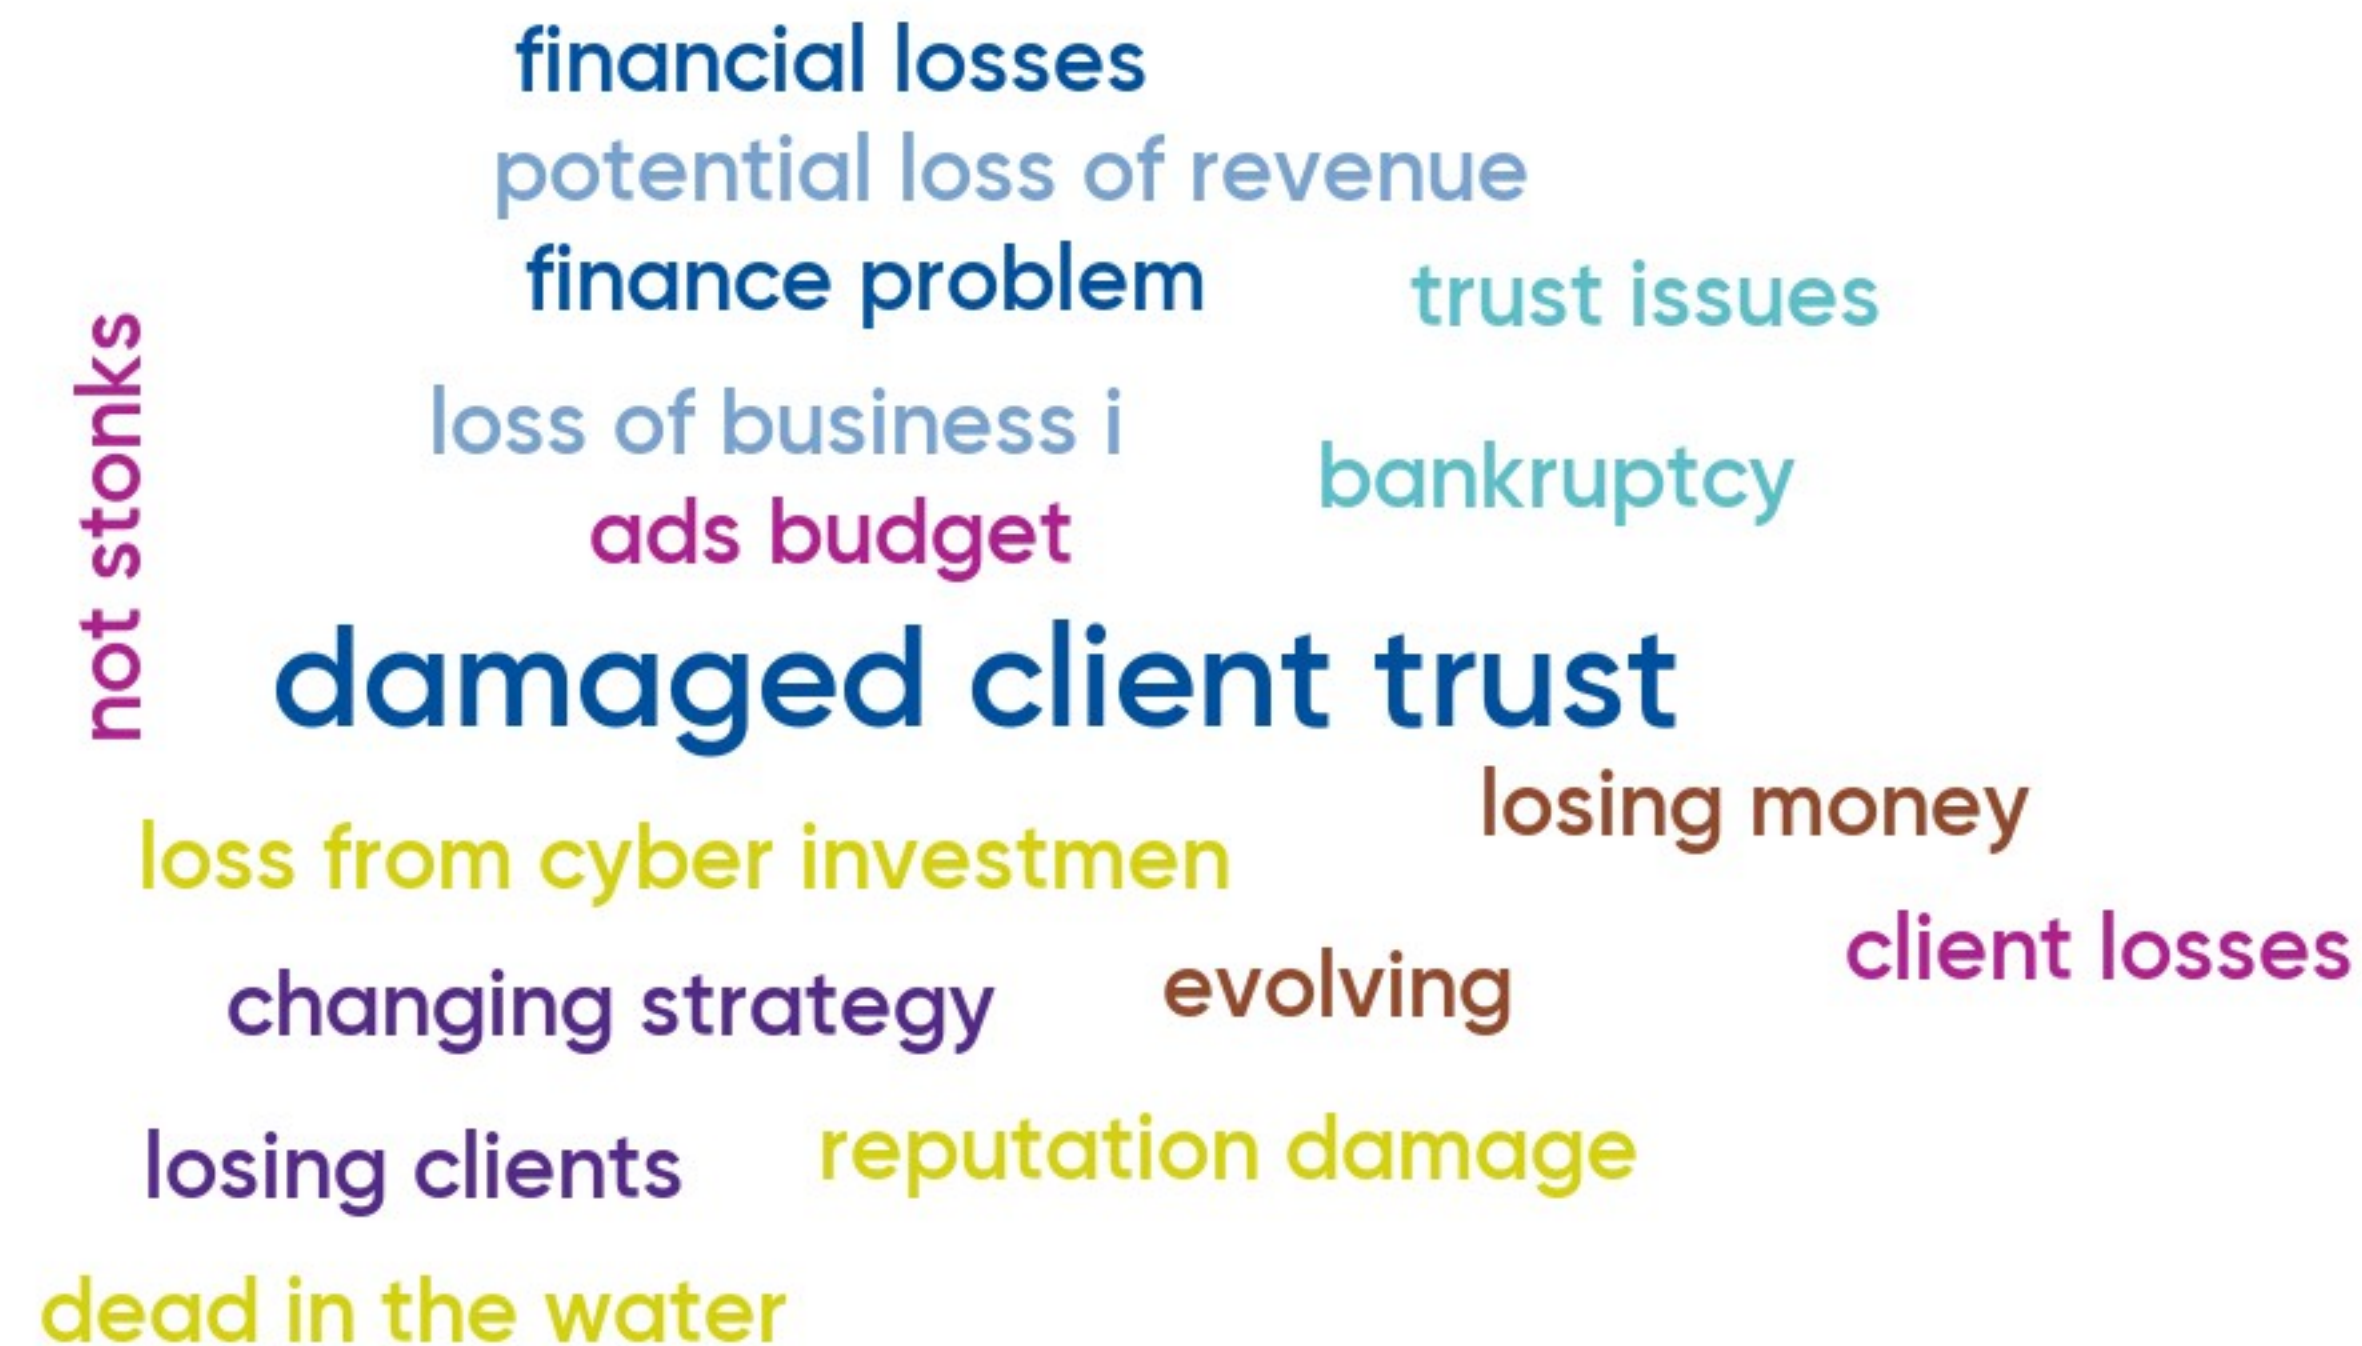 financial losses
potential loss of revenue
finance problem
trust issues
not stonks
loss of business i
bankruptcy
ads budget
damaged client trust
losing money
loss from cyber investmen
client losses
changing strategy
evolving
losing clients
reputation damage
dead in the water